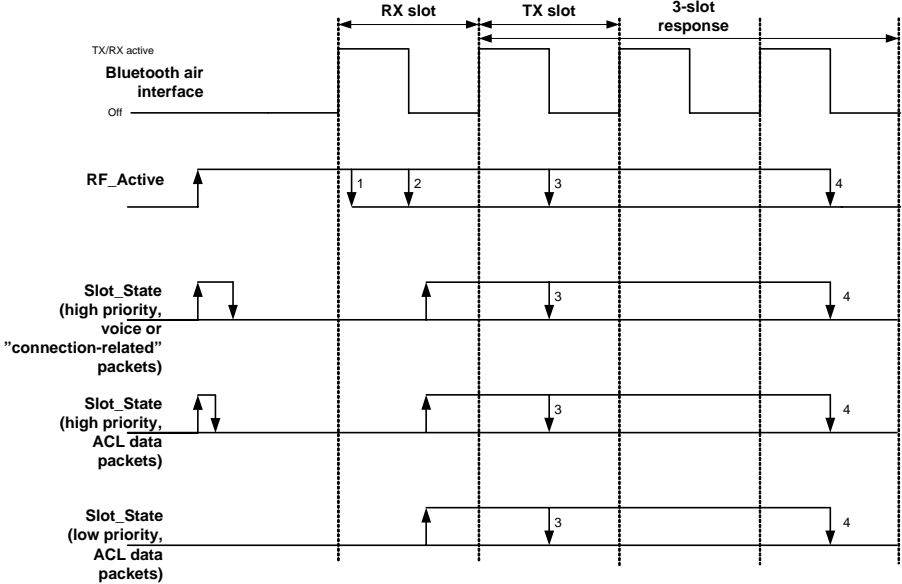 RX slot
TX slot
3-slot
response
TX/RX active
Bluetooth air
interface
Off
RF_Active
1
2
3
4
Slot_State
(high priority,
voice or
”connection-related”
packets)
3
4
Slot_State
(high priority,
ACL data
packets)
3
4
Slot_State
(low priority,
ACL data
packets)
3
4